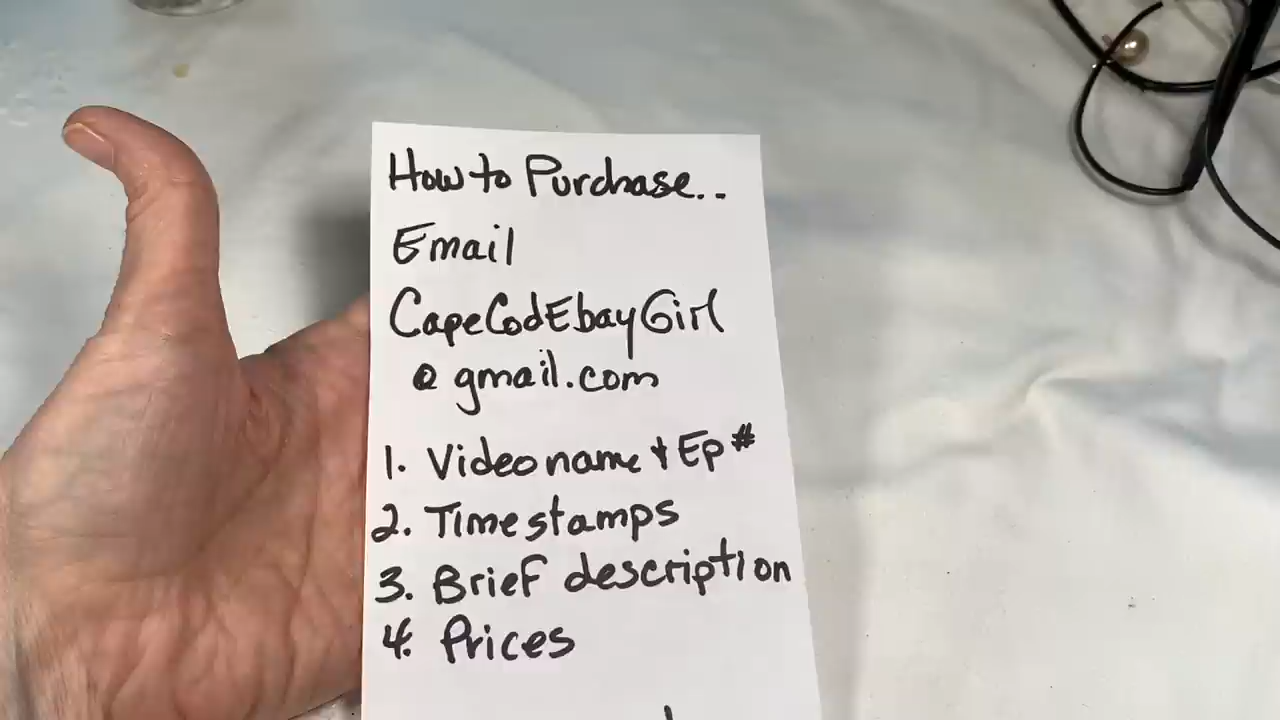 How to Purchase..
Email
CapeCodEbayGirl
@gmail.com
1. Video name & Ep #
2. Timestamps
3. Brief description
4. Prices